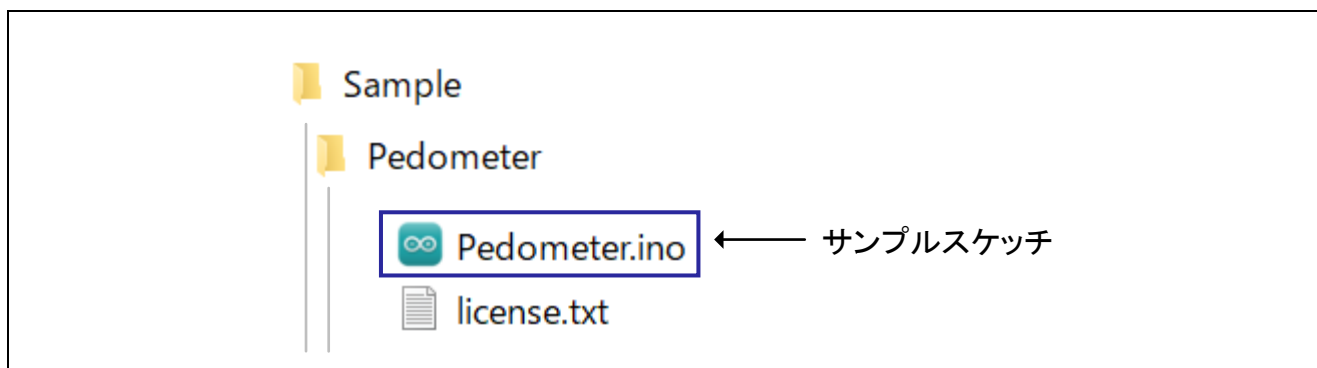 Sample
Pedometer
Pedometer.ino
サンプルスケッチ
license.txt